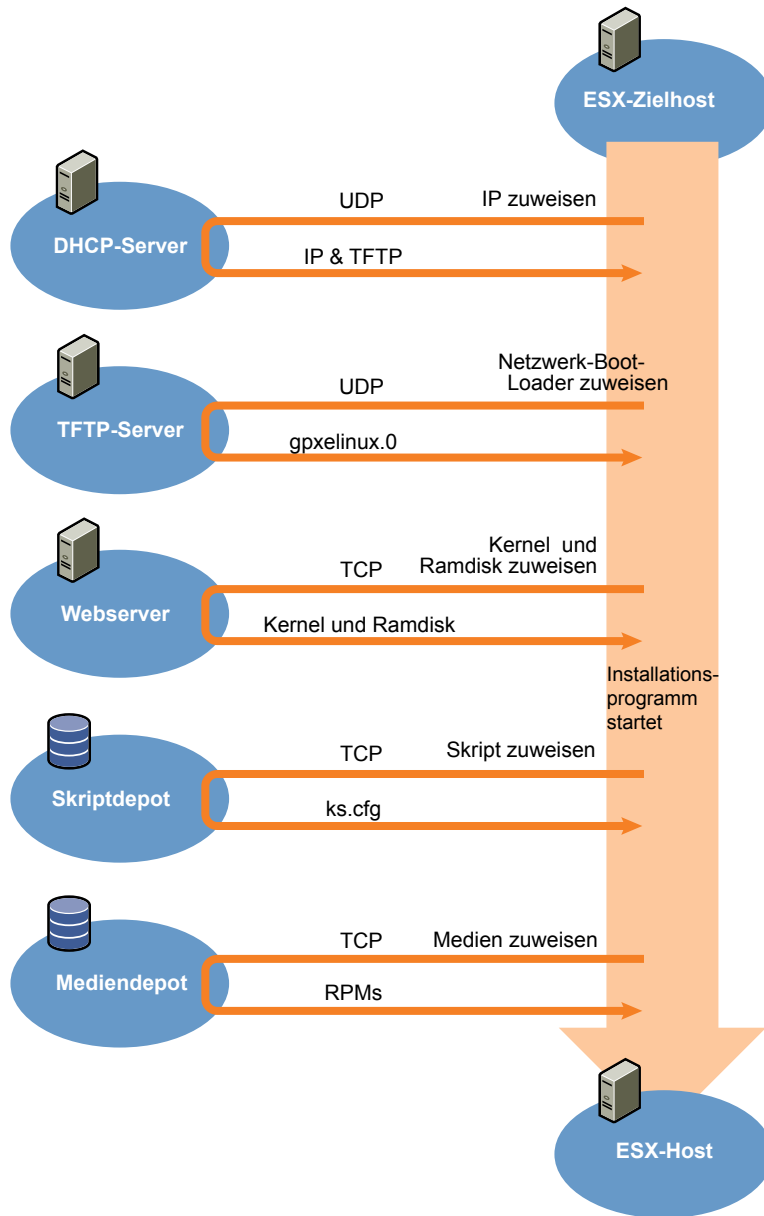 ESX-Zielhost
UDP
IP zuweisen
DHCP-Server
IP & TFTP
Netzwerk-Boot-
Loader zuweisen
UDP
TFTP-Server
gpxelinux.0
Kernel und
Ramdisk zuweisen
TCP
Webserver
Kernel und Ramdisk
Installations-
programm
startet
TCP
Skript zuweisen
Skriptdepot
ks.cfg
TCP
Medien zuweisen
Mediendepot
RPMs
ESX-Host